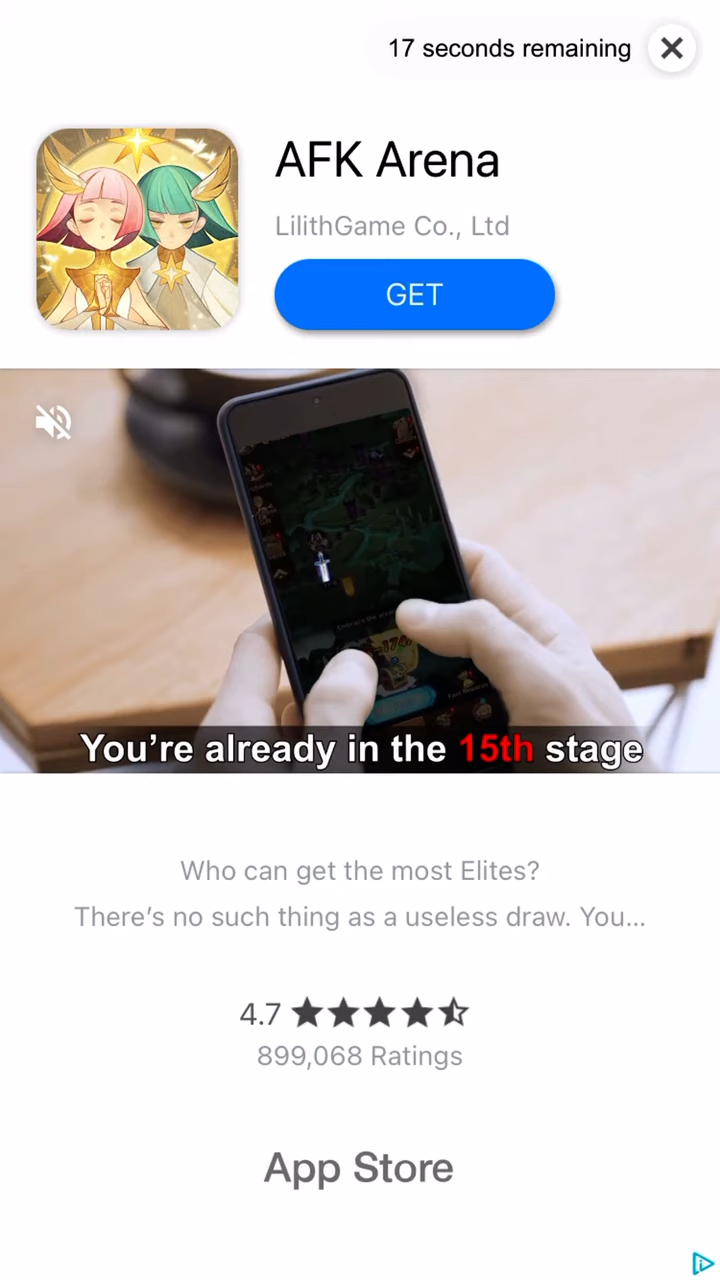 17 seconds remaining
AFK Arena
LilithGame Co., Ltd
GET
You’re already in the 15th stage
Who can get the most Elites?
There’s no such thing as a useless draw. You...
4.7
899,068 Ratings
App Store